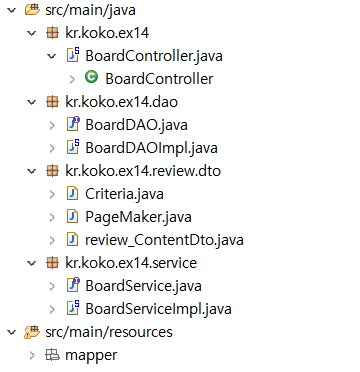 src/main/java
kr.koko.ex14
BoardController.java
BoardController
kr.koko.ex14.dao
BoardDAO.java
BoardDAOImpl.java
kr.koko.ex14.review.dto
Criteria.java
PageMaker.java
review_ContentDto.java
kr.koko.ex14.service
BoardService.java
BoardServiceImpl.java
src/main/resources
mapper